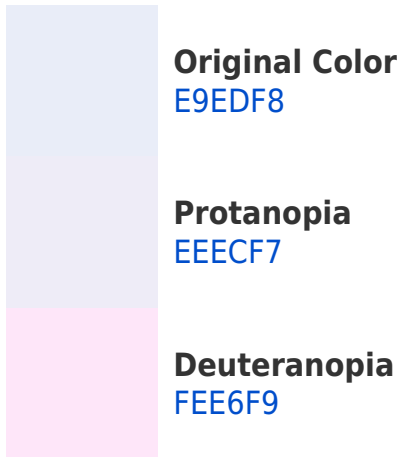 Original Color
E9EDF8
Protanopia
EEECF7
Deuteranopia
FEE6F9